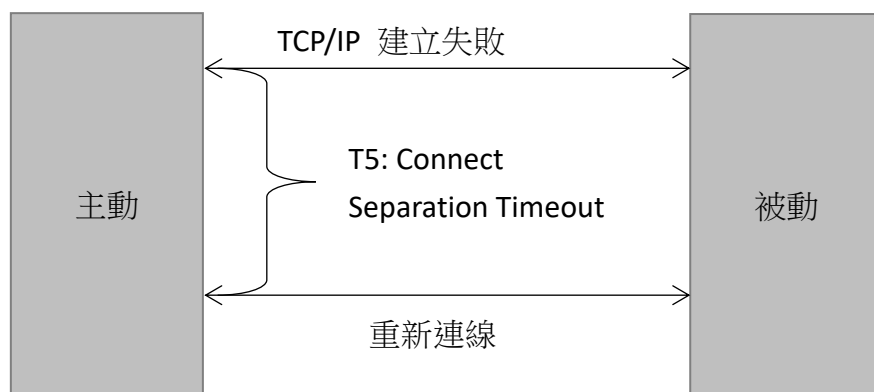 TCP/IP 建立失敗
T5: Connect
Separation Timeout
主動
被動
重新連線